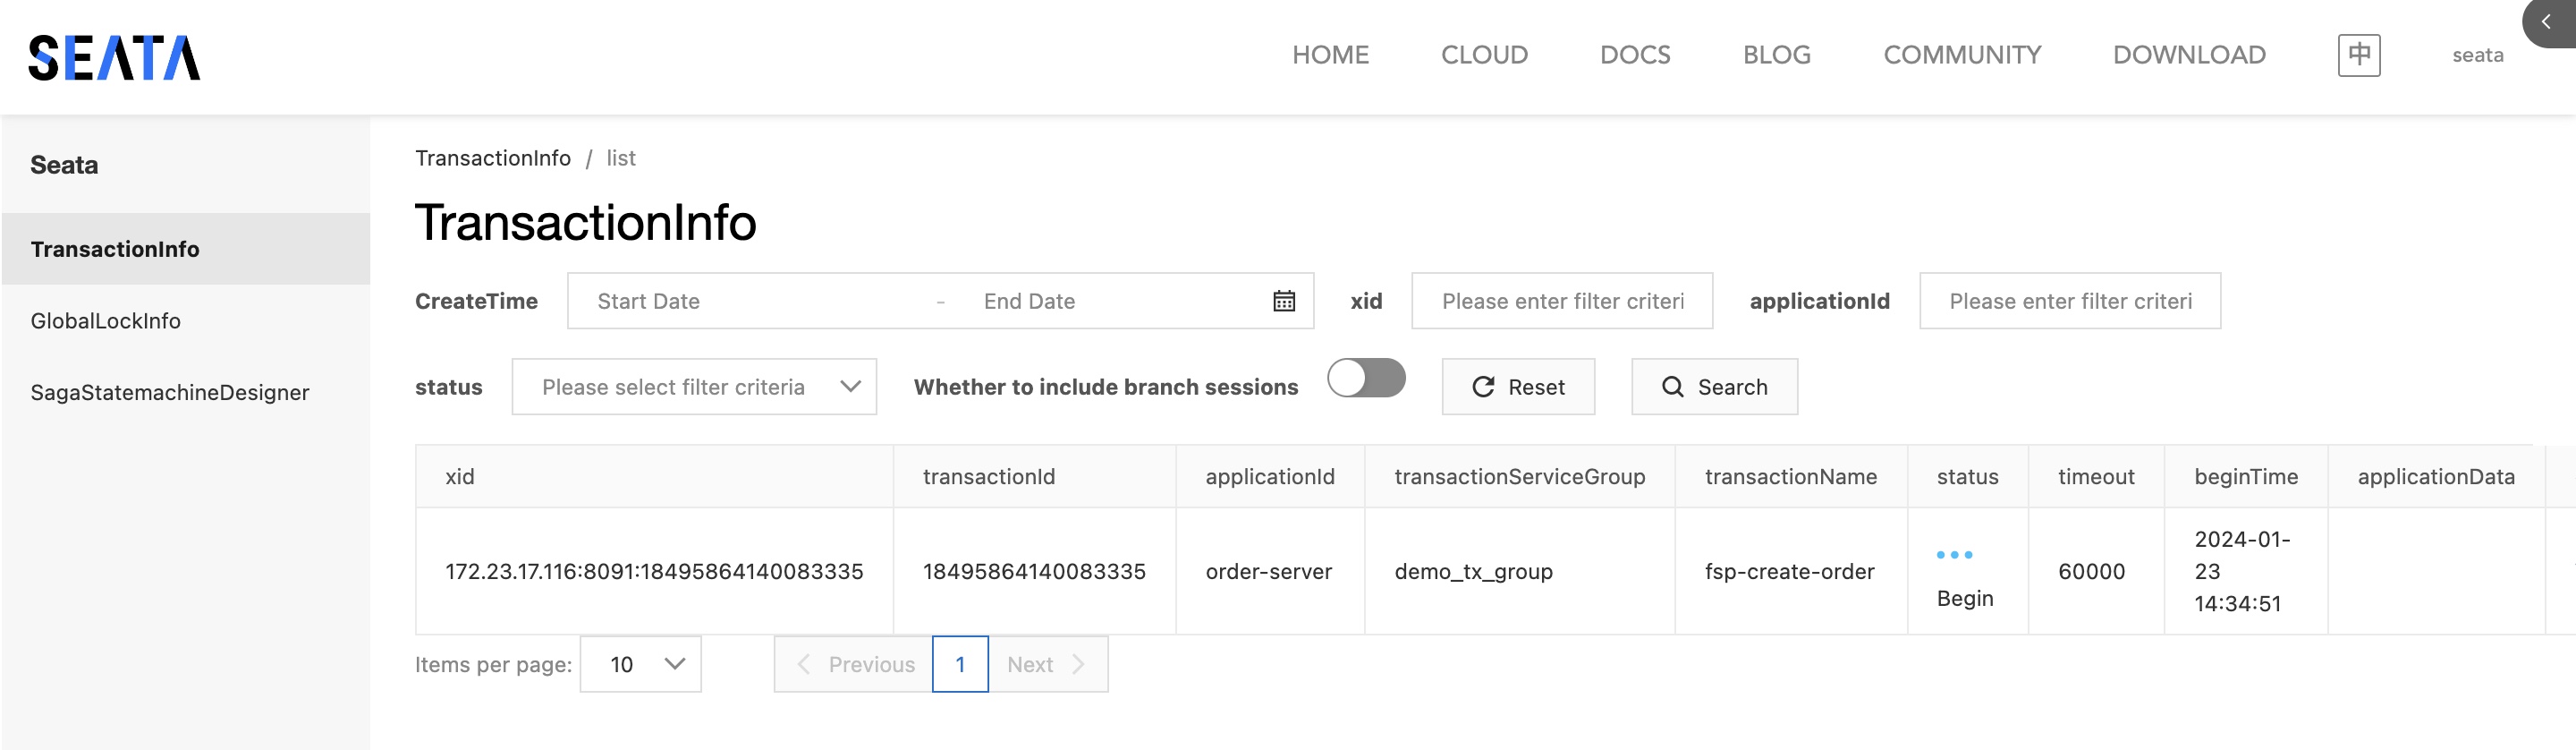 SEATA
HOME CLOUD DOCS BLOG COMMUNITY DOWNLOAD 中 seata
Seata
TransactionInfo
GlobalLockInfo
SagaStatemachineDesigner
TransactionInfo / list
TransactionInfo
CreateTime Start Date - End Date xid Please enter filter criteri applicationId Please enter filter criteri
status Please select filter criteria Whether to include branch sessions Reset Search
xid transactionId applicationId transactionServiceGroup transactionName status timeout beginTime applicationData
172.23.17.116:8091:18495864140083335 18495864140083335 order-server demo_tx_group fsp-create-order Begin 60000 2024-01-
23
14:34:51
Items per page: 10 Previous 1 Next